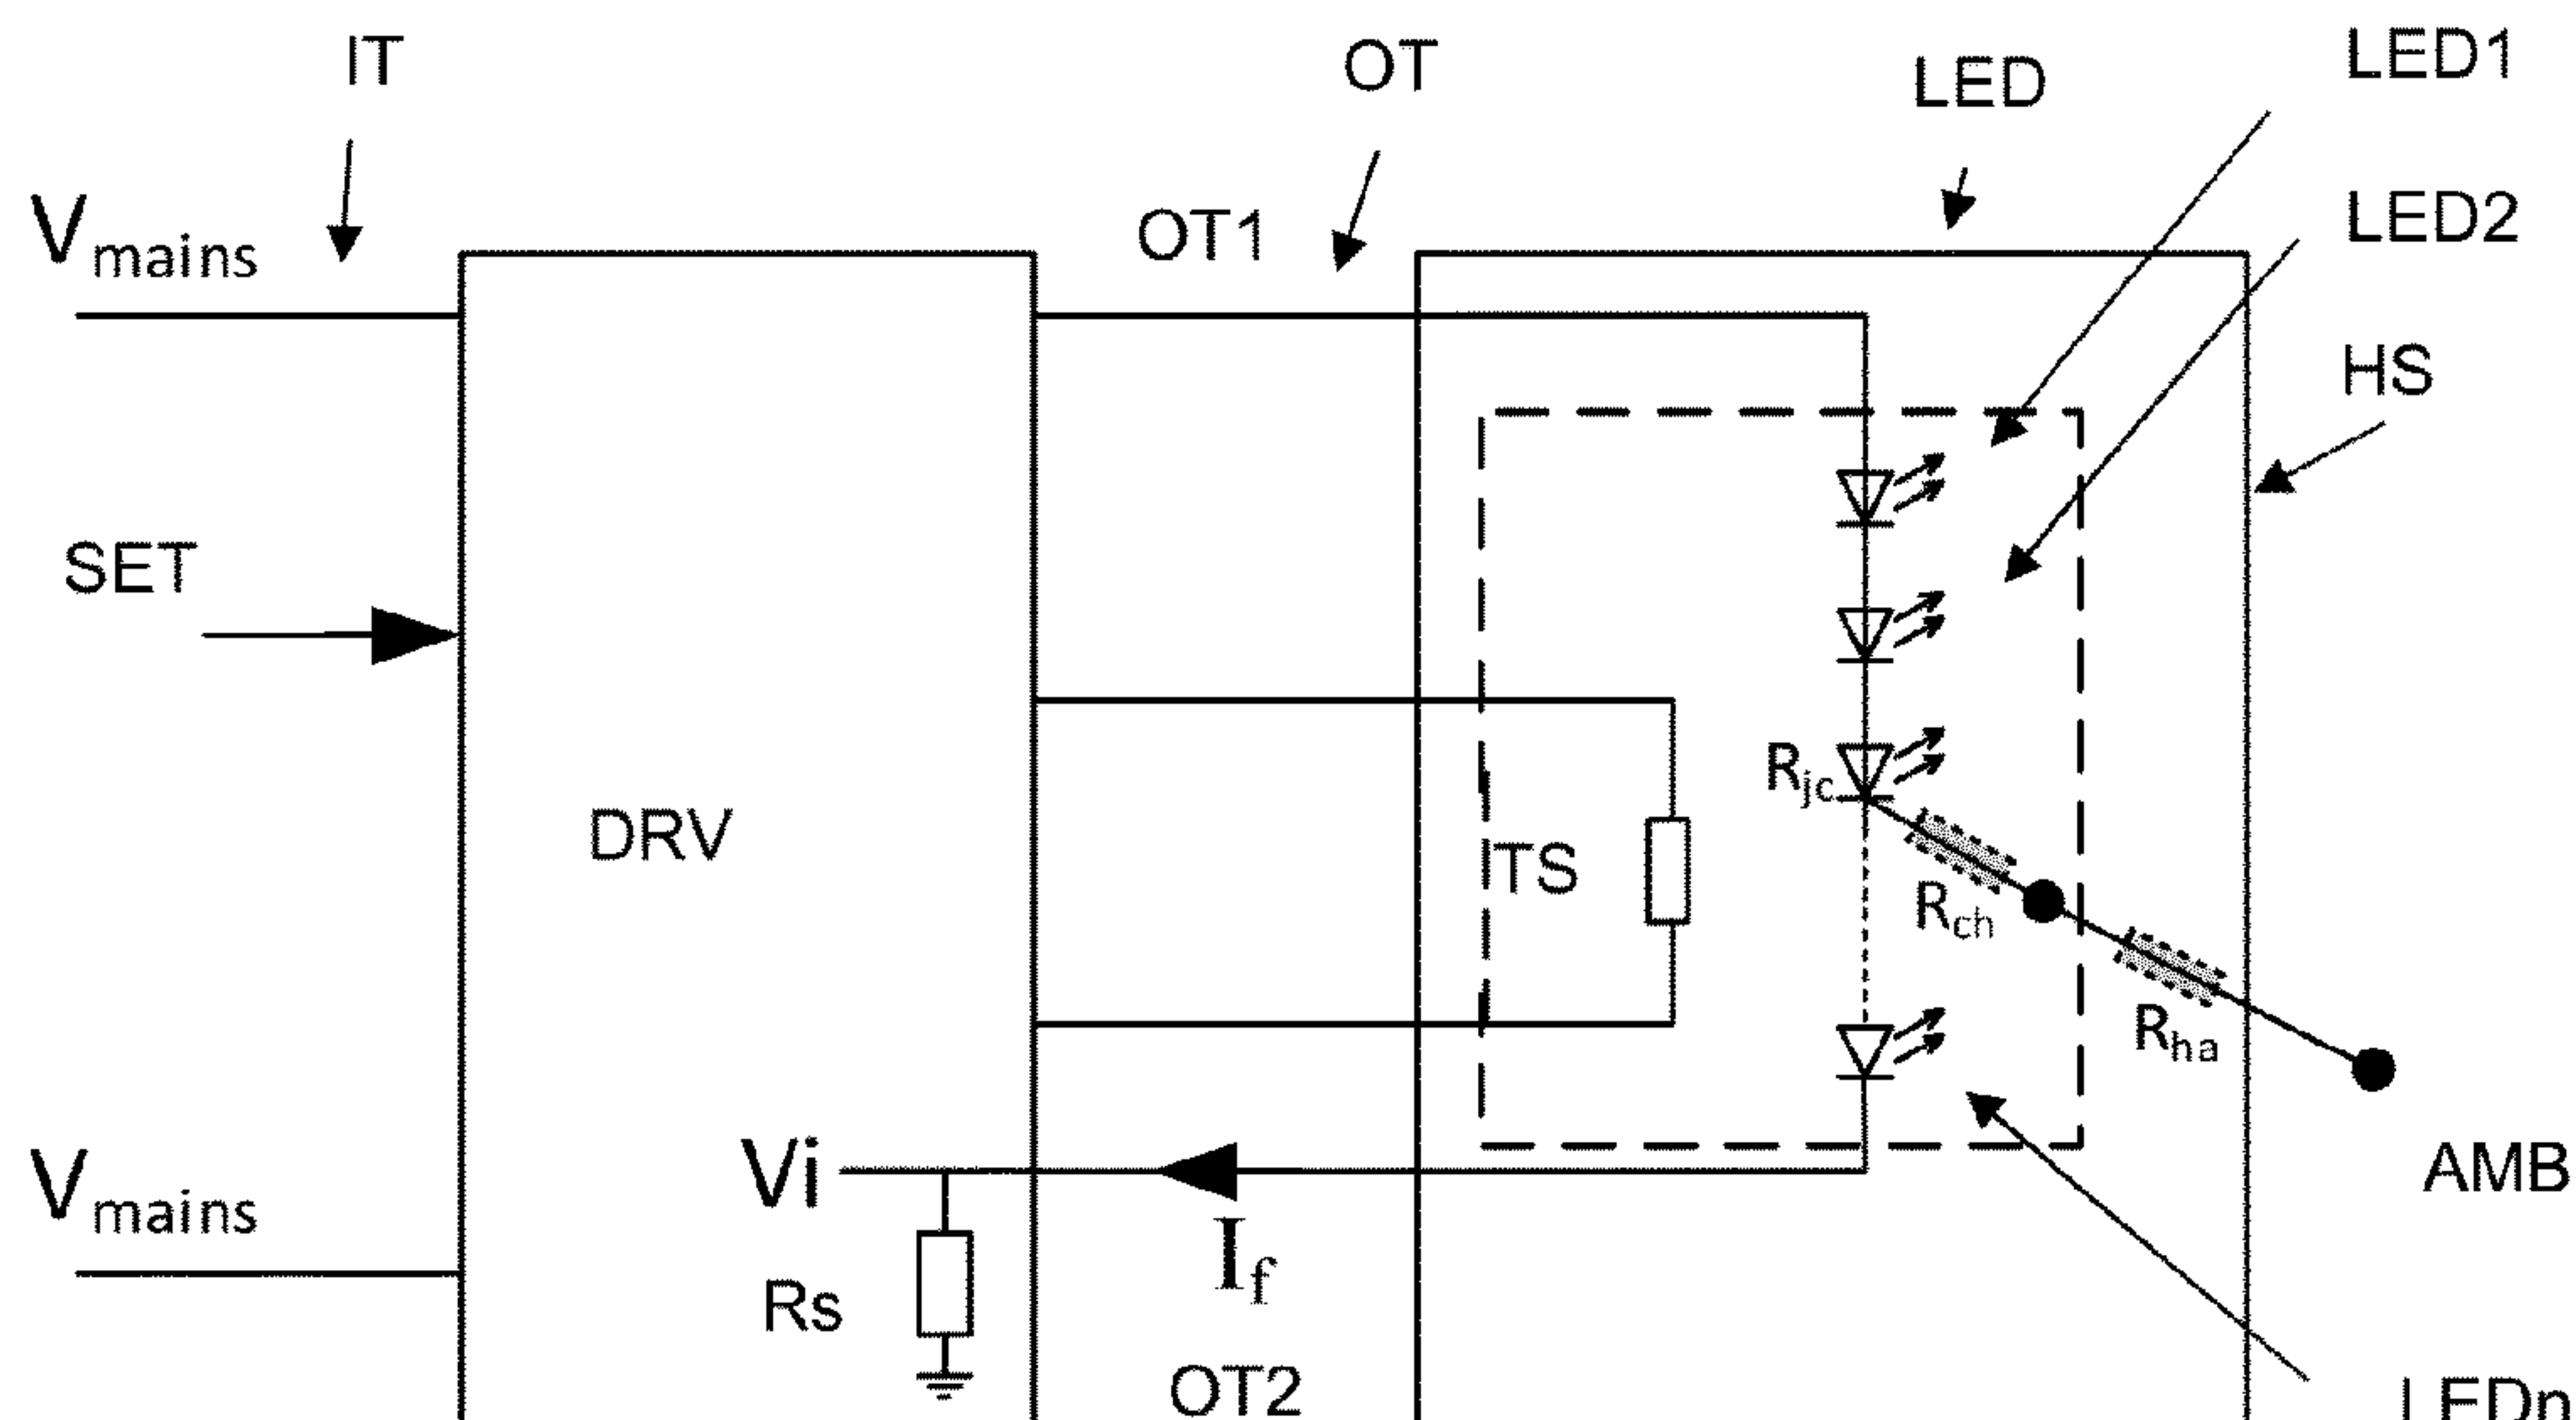 IT
OT
LED
LED1
V mains
OT1
LED2
HS
SET
R jc
DRV
TS
R ch
R ha
Vi
AMB
V mains
I f
Rs
OT2
LEDn